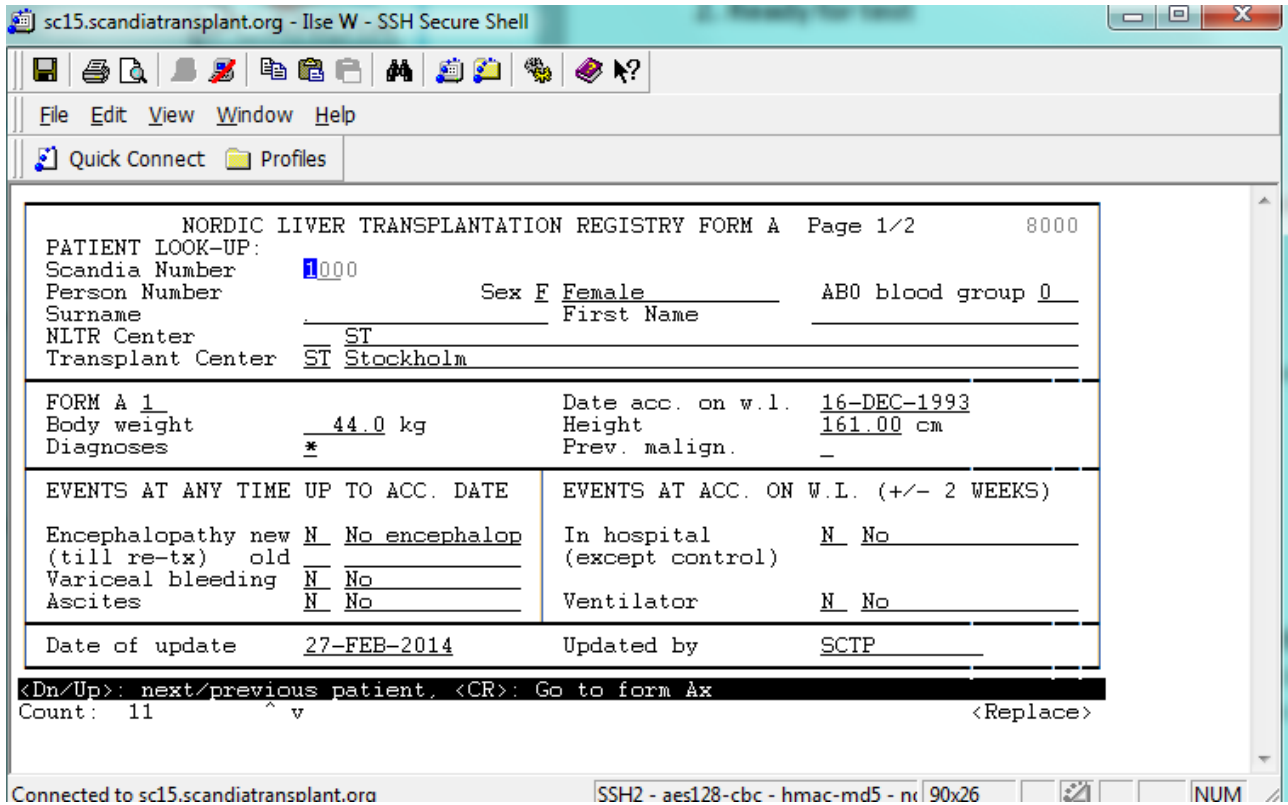 2. Ready for test
sc15.scandiatransplant.org - Ilse W - SSH Secure Shell
File Edit View Window Help
Quick Connect Profiles
NORDIC LIVER TRANSPLANTATION REGISTRY FORM A Page 1/2 8000
PATIENT LOOK-UP:
Scandia Number 1000
Person Number Sex F Female AB0 blood group 0
Surname . First Name
NLTR Center ST
Transplant Center ST Stockholm
FORM A 1 Date acc. on w.l. 16-DEC-1993
Body weight 44.0 kg Height 161.00 cm
Diagnoses * Prev. malign.
EVENTS AT ANY TIME UP TO ACC. DATE EVENTS AT ACC. ON W.L. (+/- 2 WEEKS)
Encephalopathy new N No encephalop In hospital N No
(till re-tx) old (except control)
Variceal bleeding N No
Ascites N No Ventilator N No
Date of update 27-FEB-2014 Updated by SCTP
<Dn/Up>: next/previous patient, <CR>: Go to form Ax
Count: 11 ^ v <Replace>
Connected to sc15.scandiatransplant.org SSH2 - aes128-cbc - hmac-md5 - no 90x26 NUM